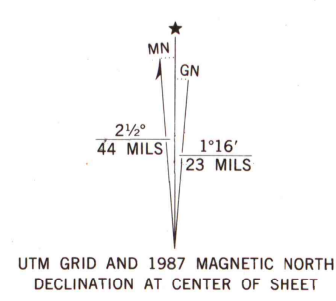 MN
GN
2½°
44 MILS
1°16′
23 MILS
UTM GRID AND 1987 MAGNETIC NORTH
DECLINATION AT CENTER OF SHEET